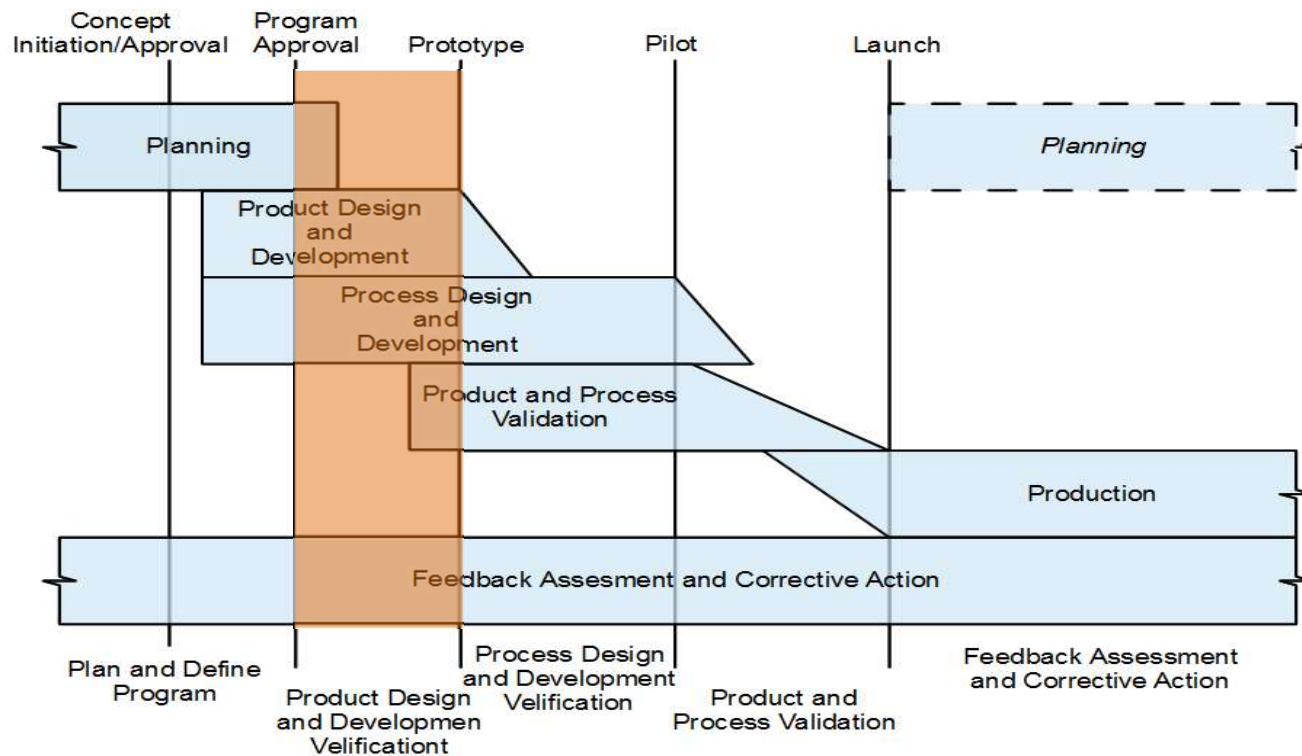 Concept
Initiation/Approval
Program
Approval
Prototype
Pilot
Launch
Planning
Planning
Product Design
and
Development
Process Design
and
Development
Product and Process
Validation
Production
Feedback Assesment and Corrective Action
Plan and Define
Program
Product Design
and Developmen
Velificationt
Process Design
and Development
Velification
Product and
Process Validation
Feedback Assessment
and Corrective Action